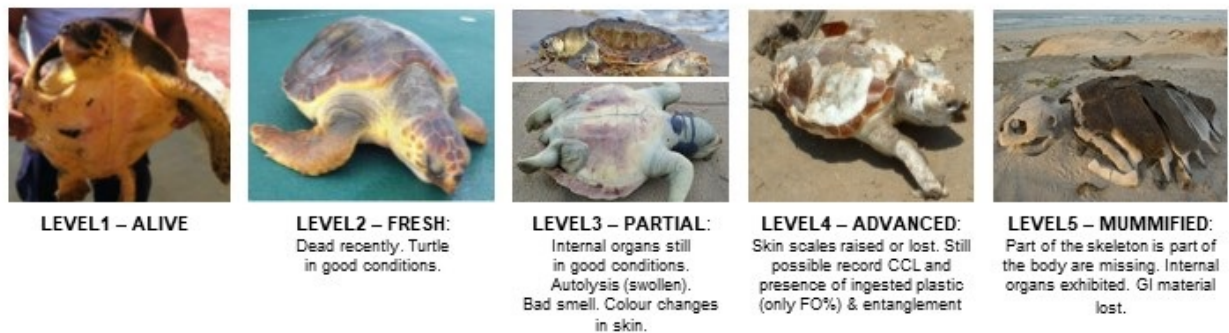 LEVEL1 – ALIVE
LEVEL2 – FRESH:
Dead recently. Turtle
in good conditions.
LEVEL3 – PARTIAL:
Internal organs still
in good conditions.
Autolysis (swollen).
Bad smell. Colour changes
in skin.
LEVEL4 – ADVANCED:
Skin scales raised or lost. Still
possible record CCL and
presence of ingested plastic
(only FO%) & entanglement
LEVEL5 – MUMMIFIED:
Part of the skeleton is part of
the body are missing. Internal
organs exhibited. GI material
lost.